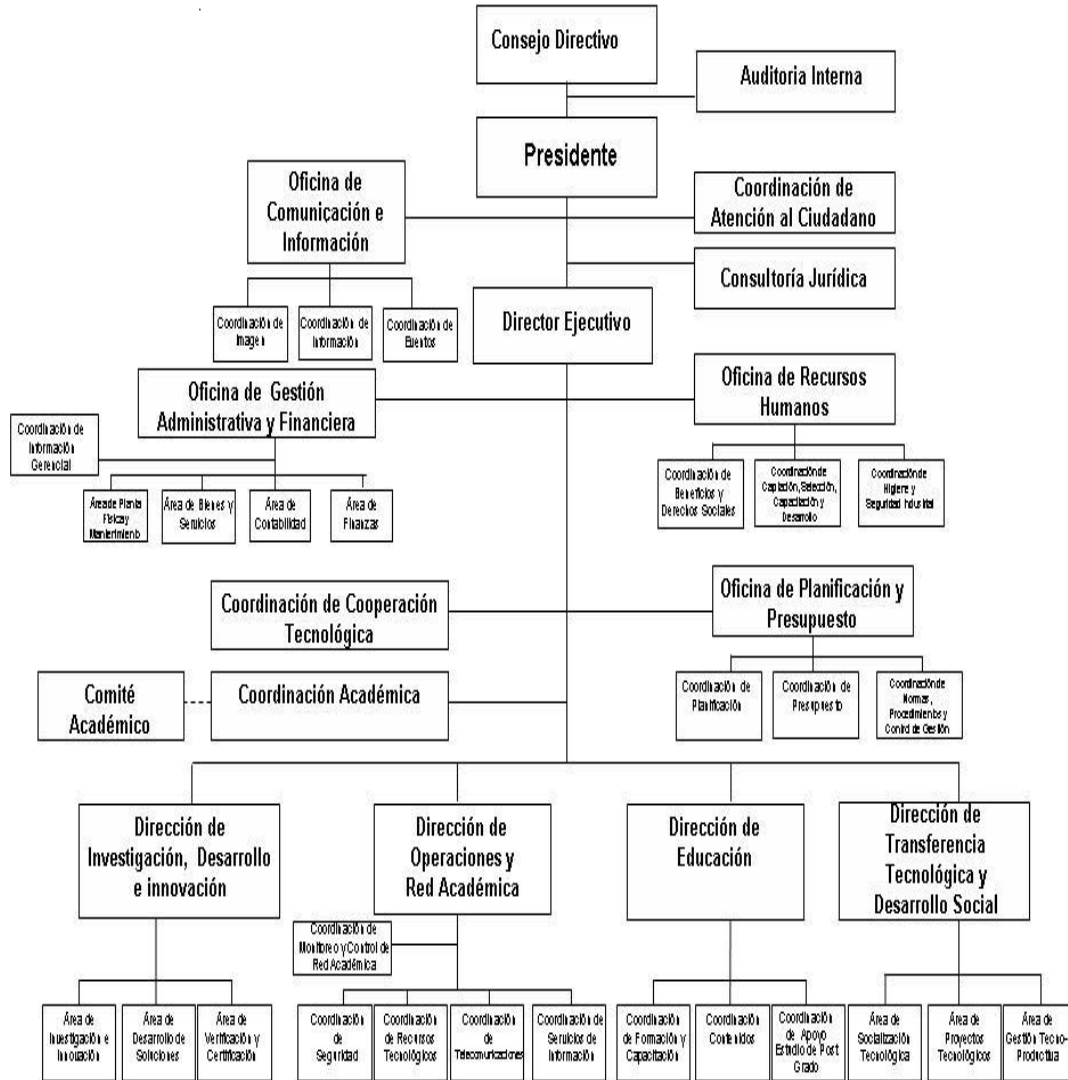 Consejo Directivo
Auditoria Interna
Presidente
Oficina de
Comunicación e
Información
Coordinación de
Atención al Ciudadano
Consultoría Jurídica
Coordinación de
Imagen
Coordinación de
Información
Coordinación de
Eventos
Director Ejecutivo
Oficina de Gestión
Administrativa y Financiera
Oficina de Recursos
Humanos
Coordinación de
Información
Gerencial
Área de Planta
Física y
Mantenimiento
Área de Bienes y
Servicios
Área de
Contabilidad
Área de
Finanzas
Coordinación de
Beneficios y
Derechos Sociales
Coordinación de
Captación, Selección,
Capacitación y
Desarrollo
Coordinación de
Higiene y
Seguridad Industrial
Coordinación de Cooperación
Tecnológica
Oficina de Planificación y
Presupuesto
Comité
Académico
Coordinación Académica
Coordinación de
Planificación
Coordinación de
Presupuesto
Coordinación de
Normas,
Procedimientos y
Control de Gestión
Dirección de
Investigación, Desarrollo
e innovación
Dirección de
Operaciones y
Red Académica
Dirección de
Educación
Dirección de
Transferencia
Tecnológica y
Desarrollo Social
Coordinación de
Monitoreo y Control de
Red Académica
Área de
Investigación e
Innovación
Área de
Desarrollo de
Soluciones
Área de
Verificación y
Certificación
Coordinación
de
Seguridad
Coordinación
de Recursos
Tecnológicos
Coordinación
de
Telecomunicaciones
Coordinación de
Servicios de
Información
Coordinación
de Formación y
Capacitación
Coordinación
Contenidos
Coordinación
de Apoyo
Estudio de Post
Grado
Área de
Socialización
Tecnológica
Área de
Proyectos
Tecnológicos
Área de
Gestión Tecno-
Productiva